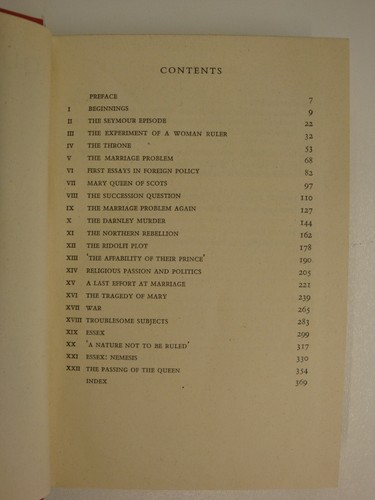 CONTENTS
PREFACE 7
I BEGINNINGS 9
II THE SEYMOUR EPISODE 22
III THE EXPERIMENT OF A WOMAN RULER 32
IV THE THRONE 53
V THE MARRIAGE PROBLEM 68
VI FIRST ESSAYS IN FOREIGN POLICY 82
VII MARY QUEEN OF SCOTS 97
VIII THE SUCCESSION QUESTION 110
IX THE MARRIAGE PROBLEM AGAIN 127
X THE DARNLEY MURDER 144
XI THE NORTHERN REBELLION 162
XII THE RIDOLFI PLOT 178
XIII 'THE AFFABILITY OF THEIR PRINCE' 190
XIV RELIGIOUS PASSION AND POLITICS 205
XV A LAST EFFORT AT MARRIAGE 221
XVI THE TRAGEDY OF MARY 239
XVII WAR 265
XVIII TROUBLESOME SUBJECTS 283
XIX ESSEX 299
XX 'A NATURE NOT TO BE RULED' 317
XXI ESSEX: NEMESIS 330
XXII THE PASSING OF THE QUEEN 354
INDEX 369